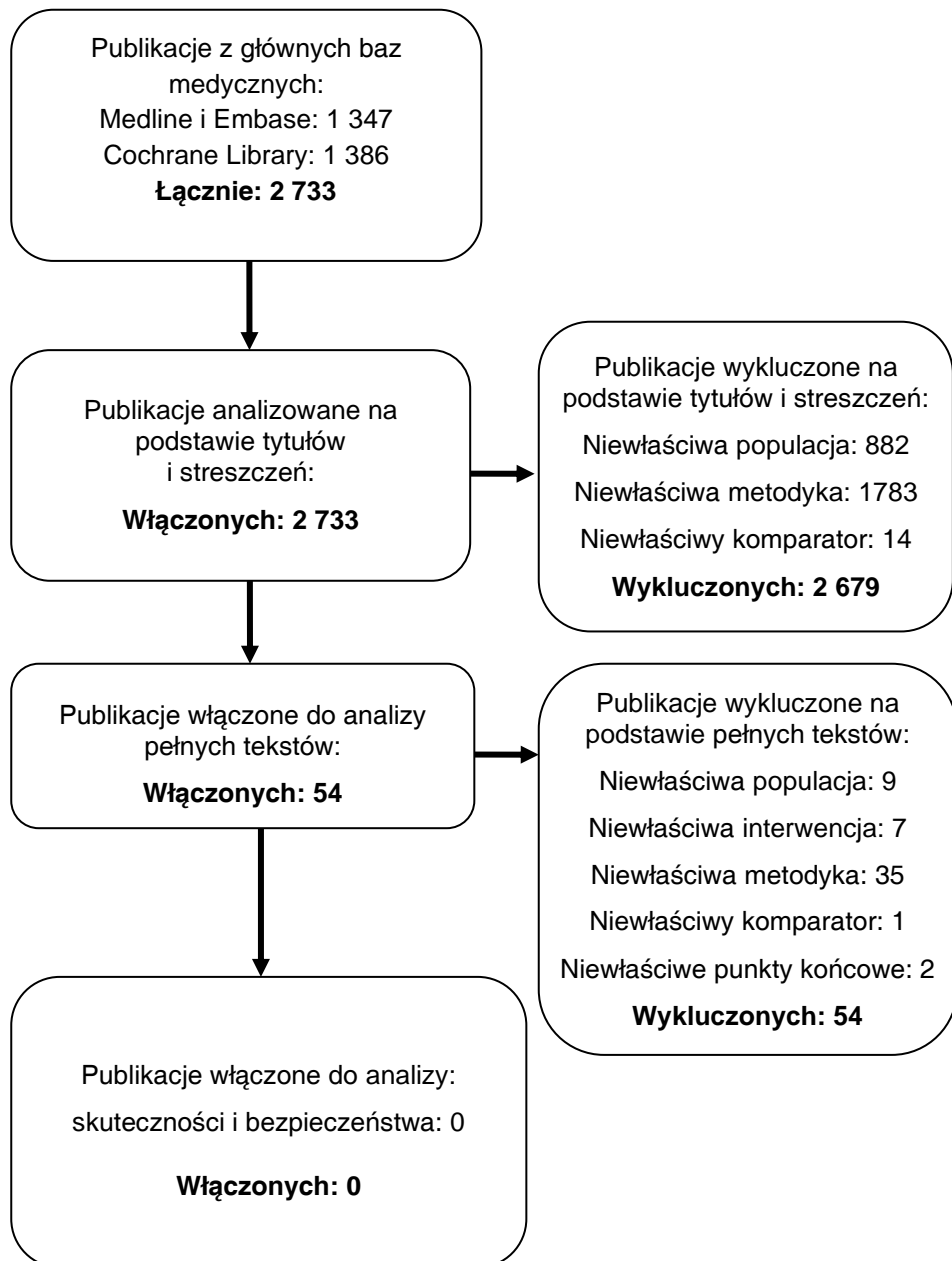 Publikacje z głównych baz
medycznych:
Medline i Embase: 1 347
Cochrane Library: 1 386
Łącznie: 2 733
Publikacje analizowane na
podstawie tytułów
i streszczeń:
Włączonych: 2 733
Publikacje wykluczone na
podstawie tytułów i streszczeń:
Niewłaściwa populacja: 882
Niewłaściwa metodyka: 1783
Niewłaściwy komparator: 14
Wykluczonych: 2 679
Publikacje włączone do analizy
pełnych tekstów:
Włączonych: 54
Publikacje wykluczone na
podstawie pełnych tekstów:
Niewłaściwa populacja: 9
Niewłaściwa interwencja: 7
Niewłaściwa metodyka: 35
Niewłaściwy komparator: 1
Niewłaściwe punkty końcowe: 2
Wykluczonych: 54
Publikacje włączone do analizy:
skuteczności i bezpieczeństwa: 0
Włączonych: 0